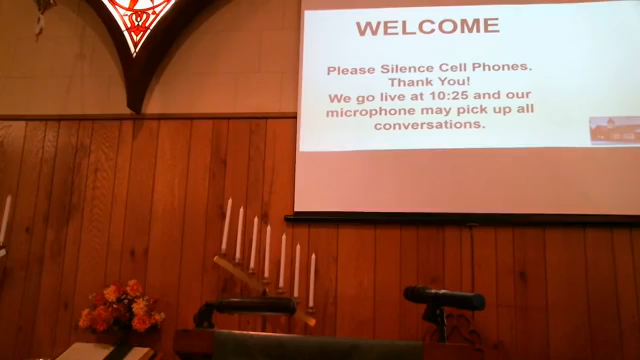 WELCOME
Please Silence Cell Phones.
Thank You!
We go live at 10:25 and our
microphone may pick up all
conversations.